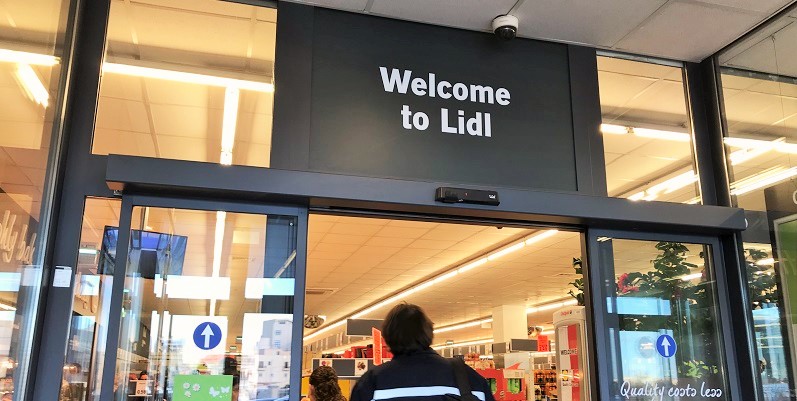 Welcome
to Lidl
Quality costs less